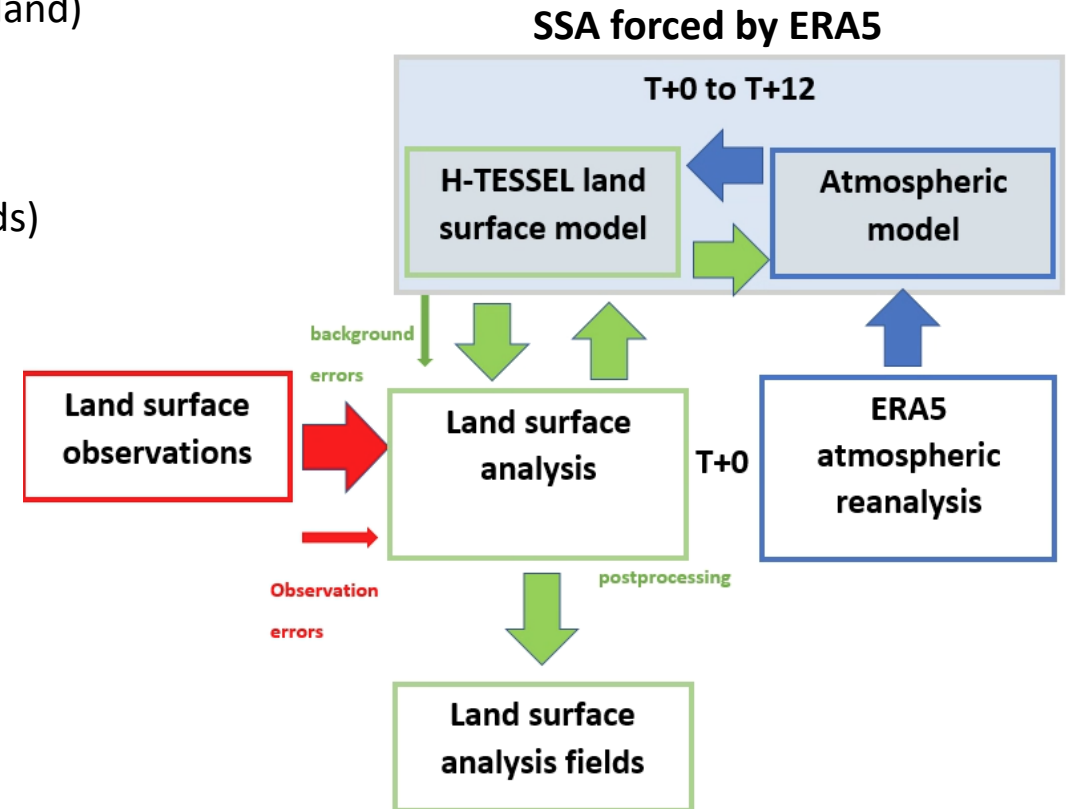 land)
ds)
SSA forced by ERA5
T+0 to T+12
H-TESSEL land
surface model
Atmospheric
model
background
errors
Land surface
observations
Land surface
analysis
T+0
ERA5
atmospheric
reanalysis
Observation
errors
postprocessing
Land surface
analysis fields